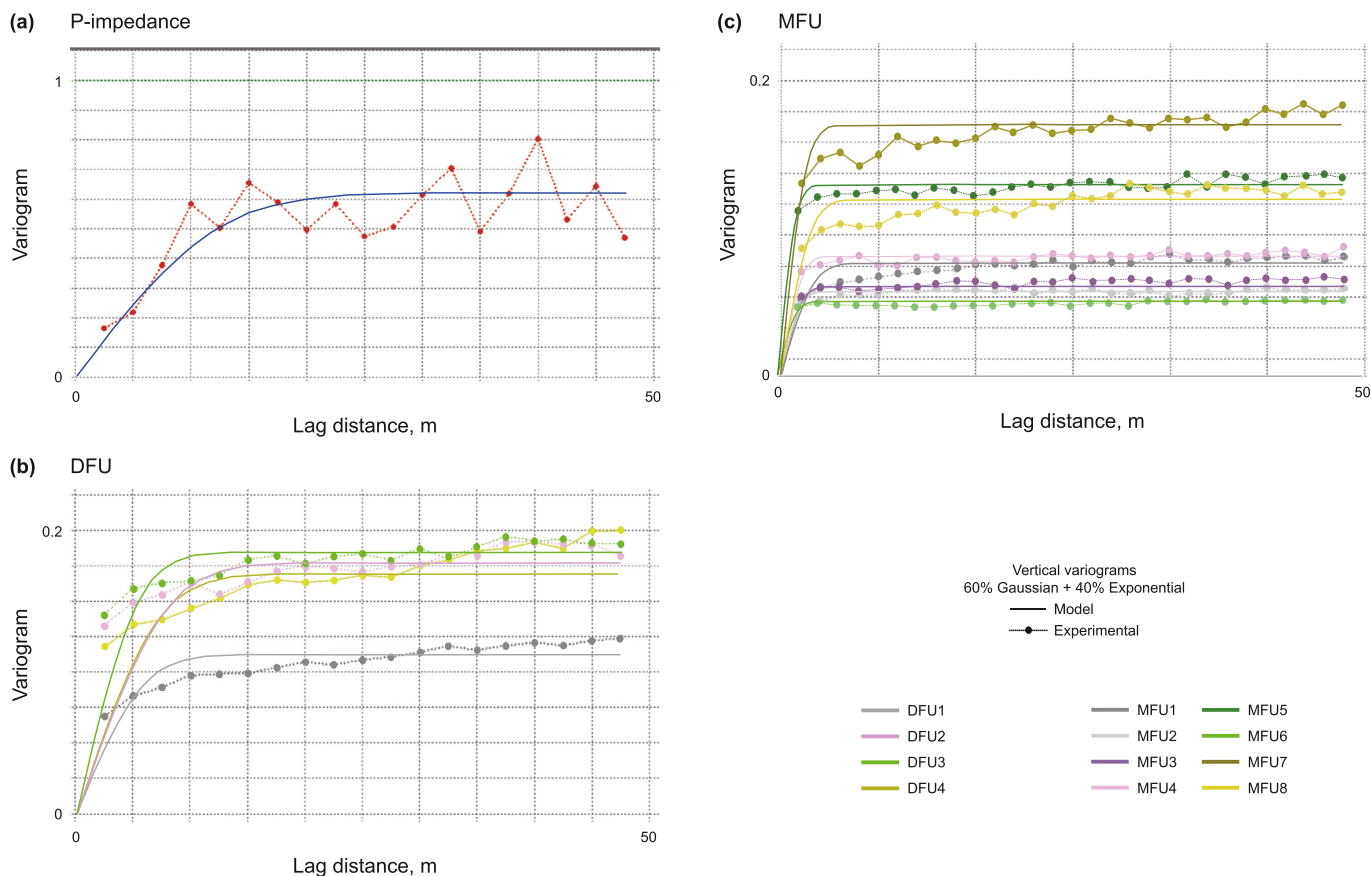 (a) P-impedance
1
Variogram
0
0 50
Lag distance, m
(b) DFU
0.2
Variogram
0
0 50
Lag distance, m
(c) MFU
0.2
Variogram
0
0 50
Lag distance, m
Vertical variograms
60% Gaussian + 40% Exponential
Model
Experimental
DFU1
DFU2
DFU3
DFU4
MFU1 MFU5
MFU2 MFU6
MFU3 MFU7
MFU4 MFU8